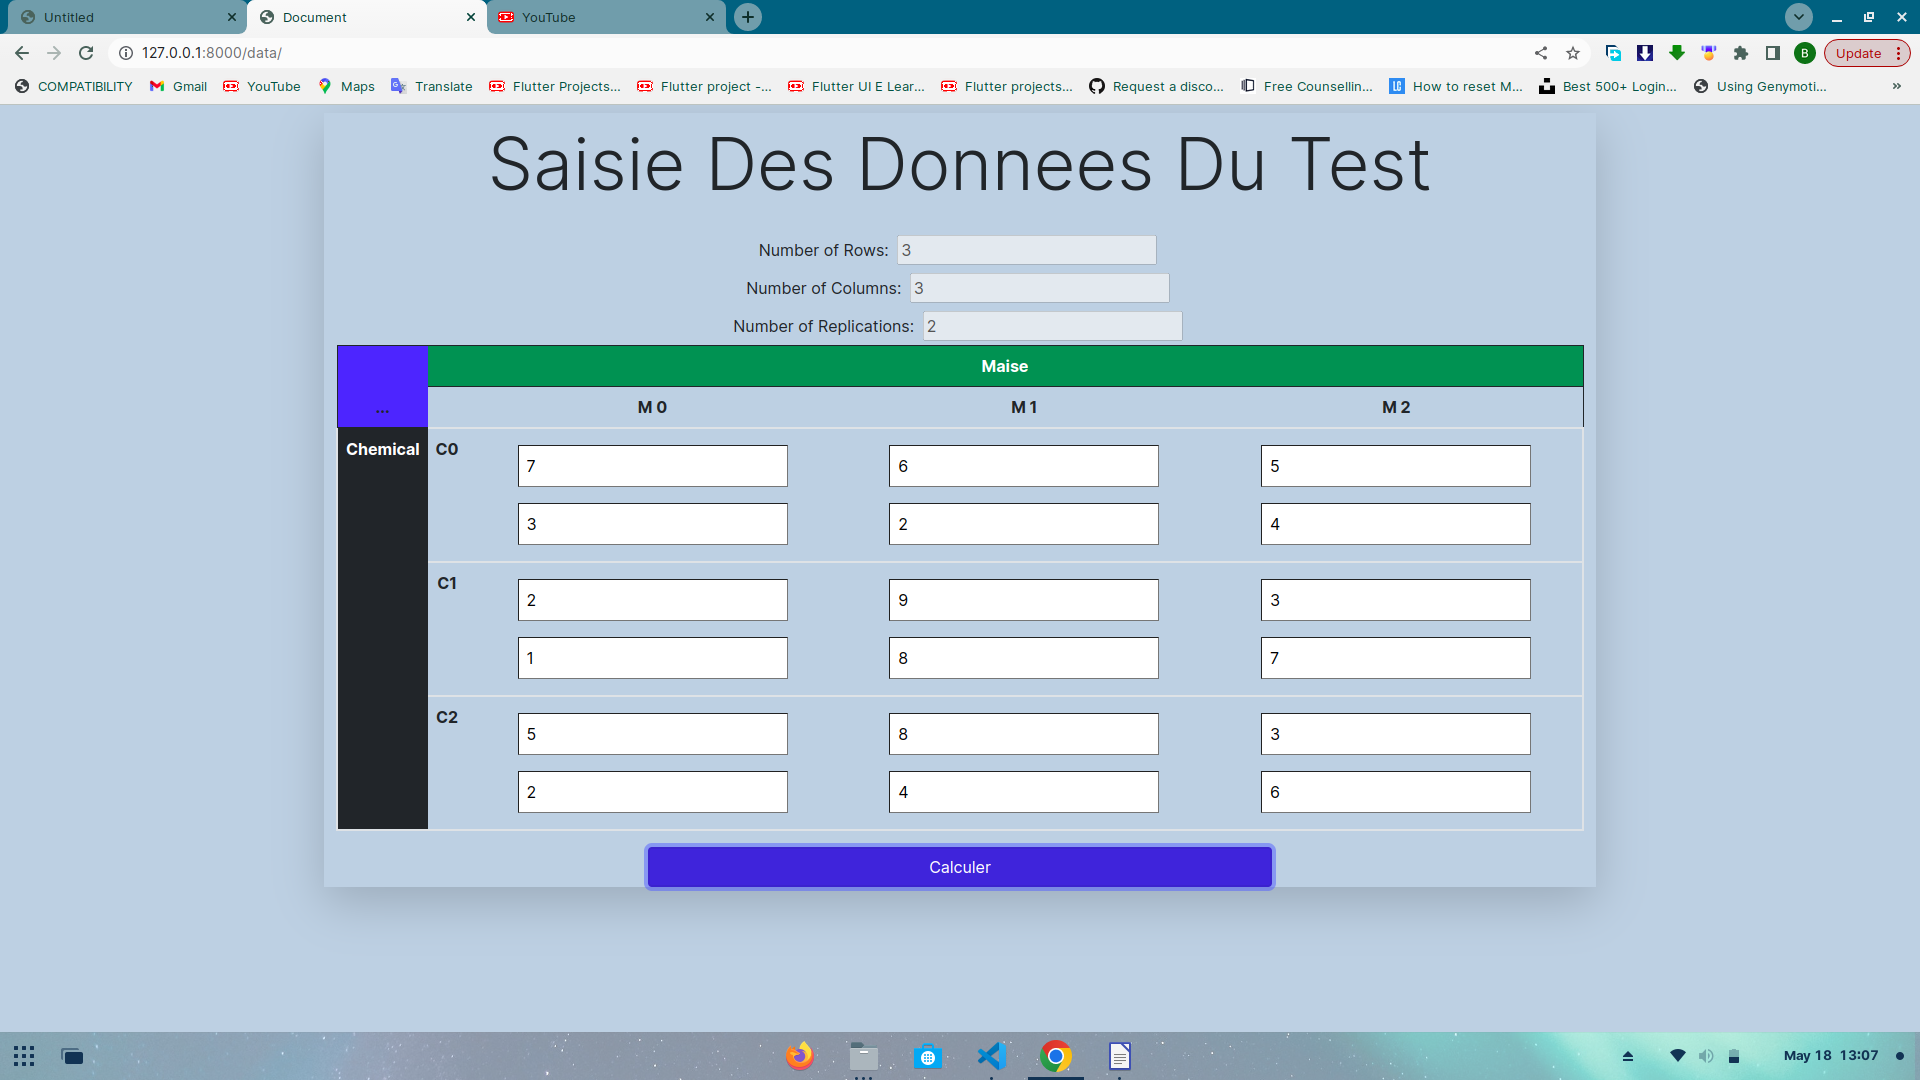 Untitled
Document
YouTube
127.0.0.1:8000/data/
B
Update
COMPATIBILITY
Gmail
YouTube
Maps
Translate
Flutter Projects...
Flutter project -...
Flutter UI E Lear...
Flutter projects...
Request a disco...
Free Counsellin...
LC
How to reset M...
Best 500+ Login...
Using Genymoti...
»
Saisie Des Donnees Du Test
Number of Rows: 3
Number of Columns: 3
Number of Replications: 2
Maise
... M 0 M 1 M 2
Chemical C0 7 6 5
3 2 4
C1 2 9 3
1 8 7
C2 5 8 3
2 4 6
Calculer
May 18 13:07